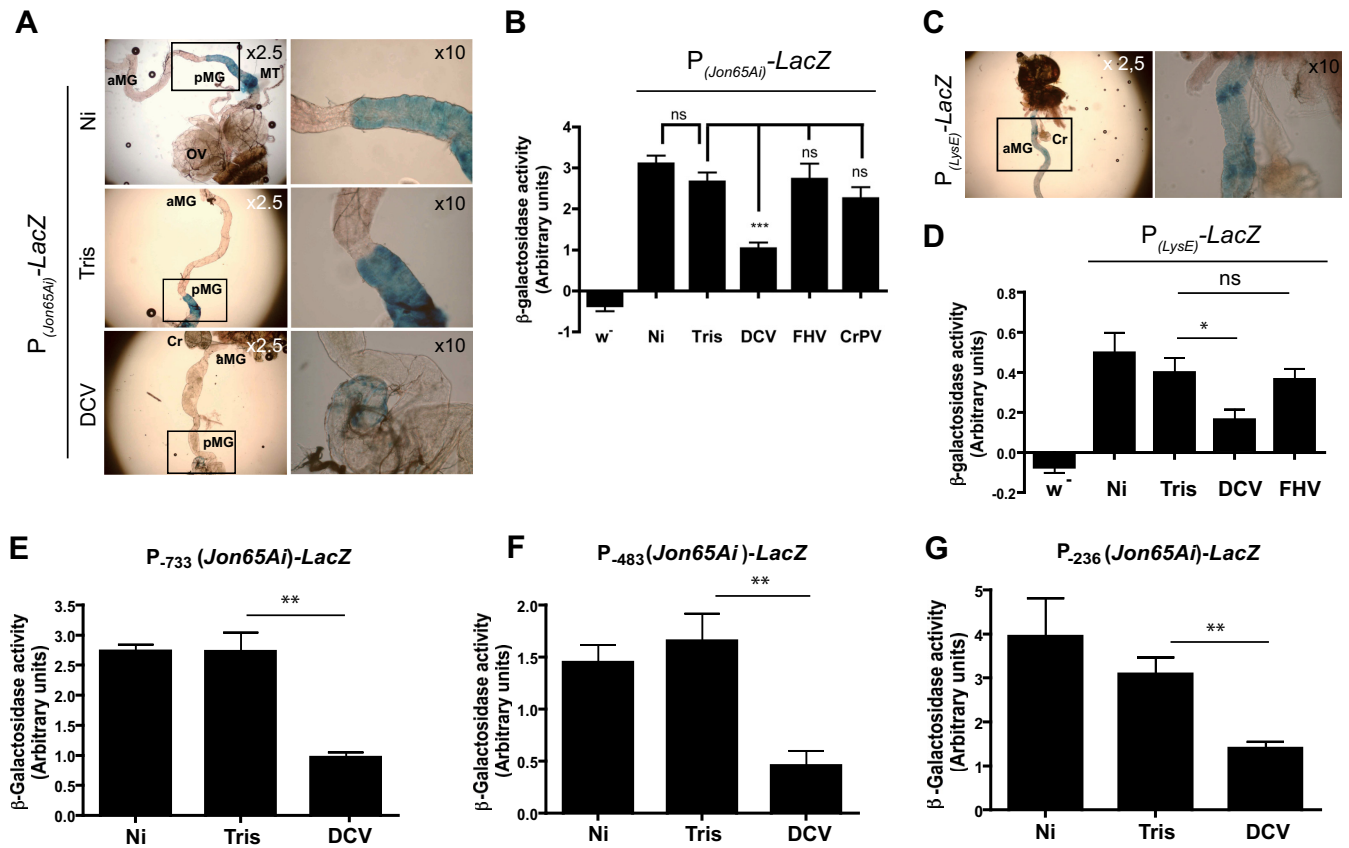 A
P(Jon65Ai)-LacZ
Ni
Tris
DCV
x2.5
aMG
pMG
MT
OV
x10
x2.5
aMG
pMG
x10
x2,5
Cr
aMG
pMG
x10
B
P(Jon65Ai)-LacZ
β-galactosidase activity
(Arbitrary units)
4
3
2
1
0
-1
ns
***
ns
ns
w-
Ni
Tris
DCV
FHV
CrPV
C
P(LysE)-LacZ
x 2,5
aMG
Cr
x10
D
P(LysE)-LacZ
β-galactosidase activity
(Arbitrary units)
0.8
0.6
0.4
0.2
0.0
-0.2
ns
*
w-
Ni
Tris
DCV
FHV
E
P-733 (Jon65Ai)-LacZ
β-Galactosidase activity
(Arbitrary units)
3.5
3.0
2.5
2.0
1.5
1.0
0.5
0.0
**
Ni
Tris
DCV
F
P-483(Jon65Ai )-LacZ
β-Galactosidase activity
(Arbitrary units)
2.0
1.5
1.0
0.5
0.0
**
Ni
Tris
DCV
G
P-236(Jon65Ai)-LacZ
β -Galactosidase activity
(Arbitrary units)
5
4
3
2
1
0
**
Ni
Tris
DCV